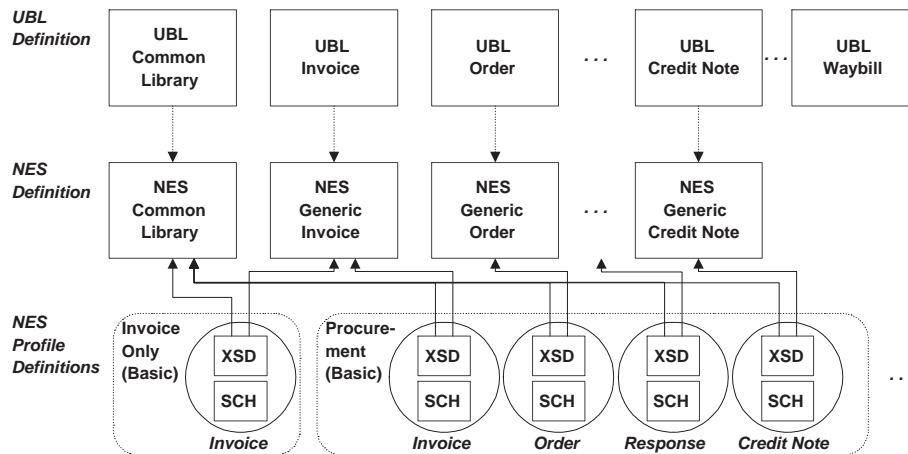 UBL
Definition
UBL
Common
Library
UBL
Invoice
UBL
Order
. . .
UBL
Credit Note
. . .
UBL
Waybill
NES
Definition
NES
Common
Library
NES
Generic
Invoice
NES
Generic
Order
. . .
NES
Generic
Credit Note
NES
Profile
Definitions
Invoice
Only
(Basic)
XSD
SCH
Invoice
Procure-
ment
(Basic)
XSD
SCH
Invoice
XSD
SCH
Order
XSD
SCH
Response
XSD
SCH
Credit Note
. .